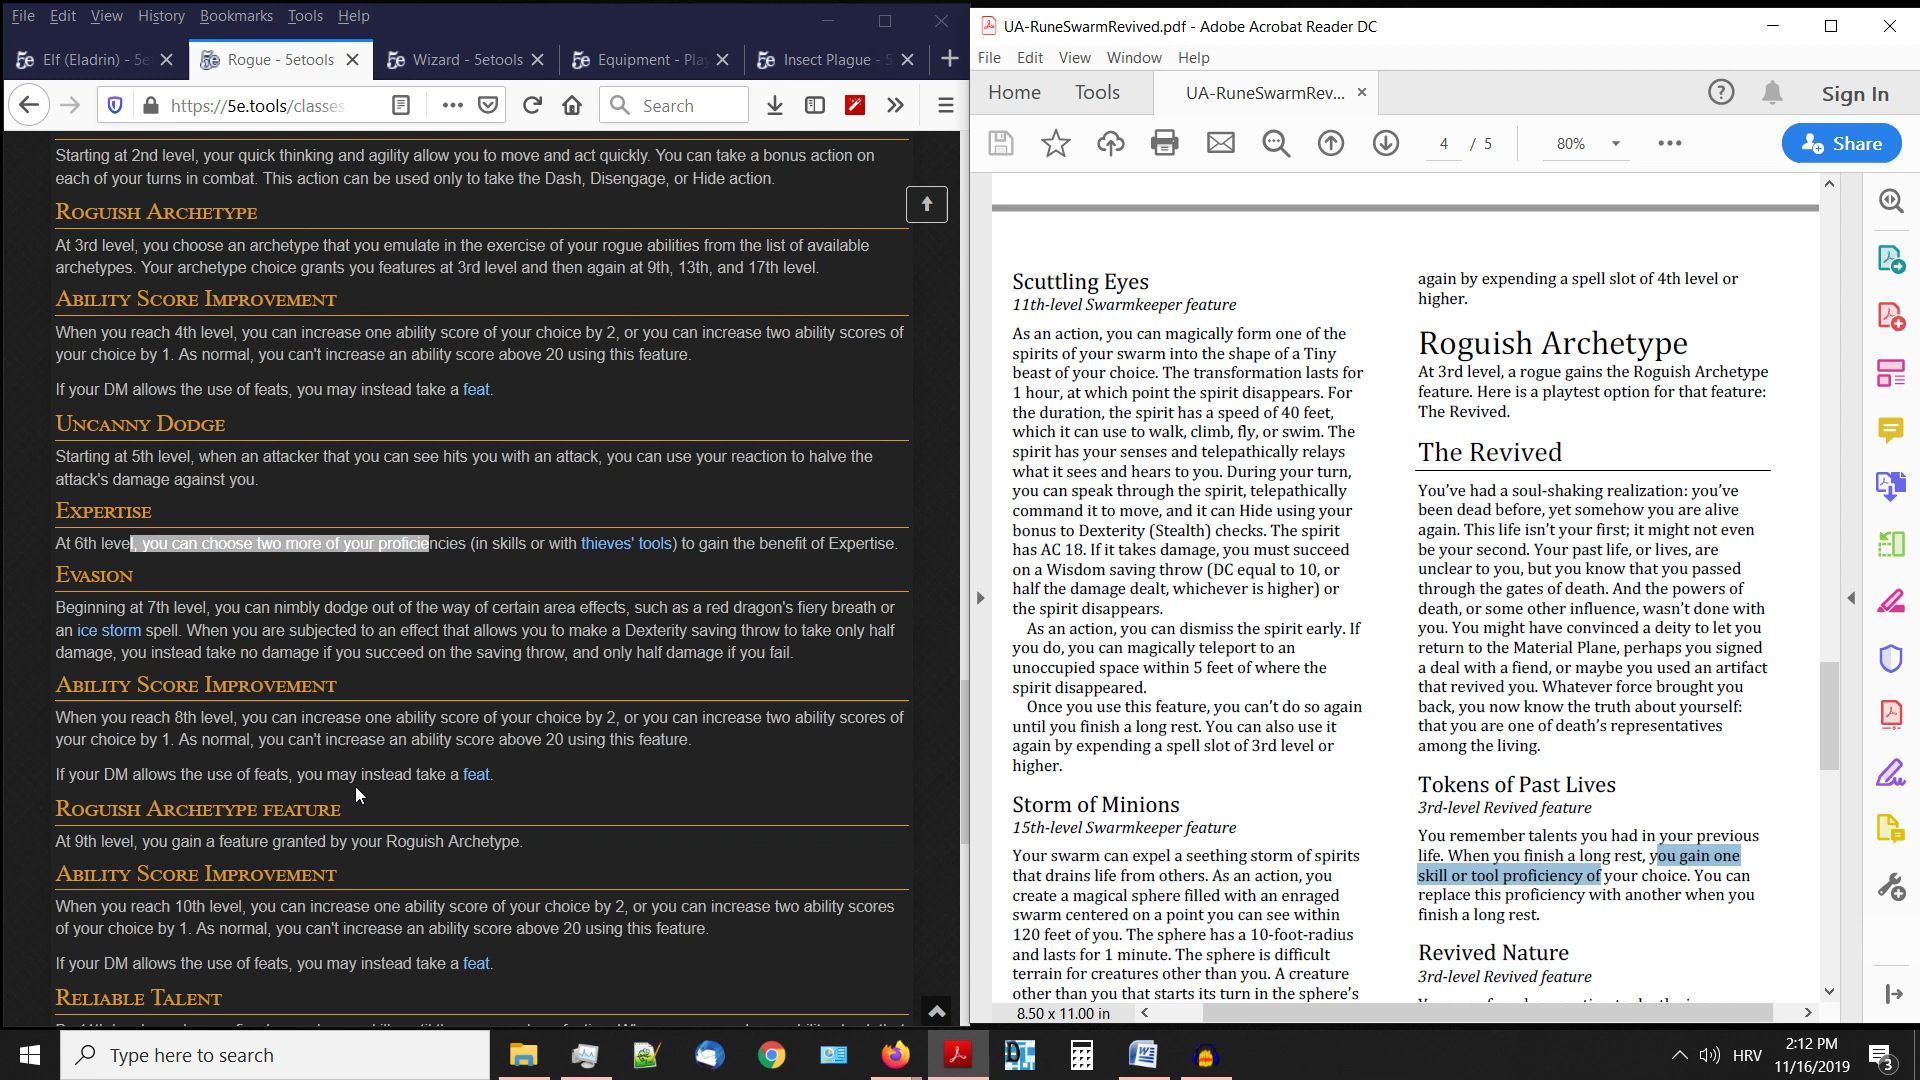 File Edit View History Bookmarks Tools Help
Elf (Eladrin) - 5e
Rogue - 5etools
Wizard - 5etools
Equipment - Pla
Insect Plague - 5
https://5e.tools/classes
Search
Starting at 2nd level, your quick thinking and agility allow you to move and act quickly. You can take a bonus action on
each of your turns in combat. This action can be used only to take the Dash, Disengage, or Hide action.
Roguish Archetype
At 3rd level, you choose an archetype that you emulate in the exercise of your rogue abilities from the list of available
archetypes. Your archetype choice grants you features at 3rd level and then again at 9th, 13th, and 17th level.
Ability Score Improvement
When you reach 4th level, you can increase one ability score of your choice by 2, or you can increase two ability scores of
your choice by 1. As normal, you can't increase an ability score above 20 using this feature.
If your DM allows the use of feats, you may instead take a feat.
Uncanny Dodge
Starting at 5th level, when an attacker that you can see hits you with an attack, you can use your reaction to halve the
attack's damage against you.
Expertise
At 6th level, you can choose two more of your proficiencies (in skills or with thieves' tools) to gain the benefit of Expertise.
Evasion
Beginning at 7th level, you can nimbly dodge out of the way of certain area effects, such as a red dragon's fiery breath or
an ice storm spell. When you are subjected to an effect that allows you to make a Dexterity saving throw to take only half
damage, you instead take no damage if you succeed on the saving throw, and only half damage if you fail.
Ability Score Improvement
When you reach 8th level, you can increase one ability score of your choice by 2, or you can increase two ability scores of
your choice by 1. As normal, you can't increase an ability score above 20 using this feature.
If your DM allows the use of feats, you may instead take a feat.
Roguish Archetype feature
At 9th level, you gain a feature granted by your Roguish Archetype.
Ability Score Improvement
When you reach 10th level, you can increase one ability score of your choice by 2, or you can increase two ability scores
of your choice by 1. As normal, you can't increase an ability score above 20 using this feature.
If your DM allows the use of feats, you may instead take a feat.
Reliable Talent
UA-RuneSwarmRevived.pdf - Adobe Acrobat Reader DC
File Edit View Window Help
Home Tools UA-RuneSwarmRev... Sign In
4 / 5 80% Share
Scuttling Eyes
11th-level Swarmkeeper feature
As an action, you can magically form one of the
spirits of your swarm into the shape of a Tiny
beast of your choice. The transformation lasts for
1 hour, at which point the spirit disappears. For
the duration, the spirit has a speed of 40 feet,
which it can use to walk, climb, fly, or swim. The
spirit has your senses and telepathically relays
what it sees and hears to you. During your turn,
you can speak through the spirit, telepathically
command it to move, and it can Hide using your
bonus to Dexterity (Stealth) checks. The spirit
has AC 18. If it takes damage, you must succeed
on a Wisdom saving throw (DC equal to 10, or
half the damage dealt, whichever is higher) or
the spirit disappears.
As an action, you can dismiss the spirit early. If
you do, you can magically teleport to an
unoccupied space within 5 feet of where the
spirit disappeared.
Once you use this feature, you can't do so again
until you finish a long rest. You can also use it
again by expending a spell slot of 3rd level or
higher.
Storm of Minions
15th-level Swarmkeeper feature
Your swarm can expel a seething storm of spirits
that drains life from others. As an action, you
create a magical sphere filled with an enraged
swarm centered on a point you can see within
120 feet of you. The sphere has a 10-foot-radius
and lasts for 1 minute. The sphere is difficult
terrain for creatures other than you. A creature
other than you that starts its turn in the sphere's
again by expending a spell slot of 4th level or
higher.
Roguish Archetype
At 3rd level, a rogue gains the Roguish Archetype
feature. Here is a playtest option for that feature:
The Revived.
The Revived
You've had a soul-shaking realization: you've
been dead before, yet somehow you are alive
again. This life isn't your first; it might not even
be your second. Your past life, or lives, are
unclear to you, but you know that you passed
through the gates of death. And the powers of
death, or some other influence, wasn't done with
you. You might have convinced a deity to let you
return to the Material Plane, perhaps you signed
a deal with a fiend, or maybe you used an artifact
that revived you. Whatever force brought you
back, you now know the truth about yourself:
that you are one of death's representatives
among the living.
Tokens of Past Lives
3rd-level Revived feature
You remember talents you had in your previous
life. When you finish a long rest, you gain one
skill or tool proficiency of your choice. You can
replace this proficiency with another when you
finish a long rest.
Revived Nature
3rd-level Revived feature
8.50 x 11.00 in
Type here to search
HRV
2:12 PM
11/16/2019
3